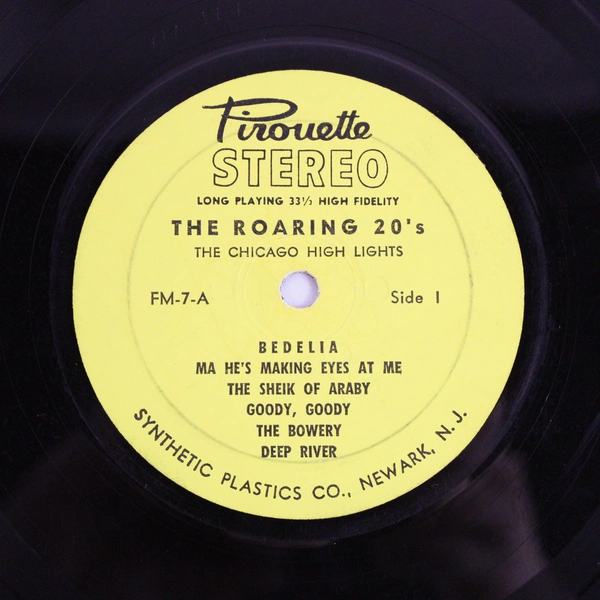 Pirouette
STEREO
LONG PLAYING 33⅓ HIGH FIDELITY
THE ROARING 20's
THE CHICAGO HIGH LIGHTS
FM-7-A Side 1
BEDELIA
MA HE'S MAKING EYES AT ME
THE SHEIK OF ARABY
GOODY, GOODY
THE BOWERY
DEEP RIVER
SYNTHETIC PLASTICS CO., NEWARK, N. J.